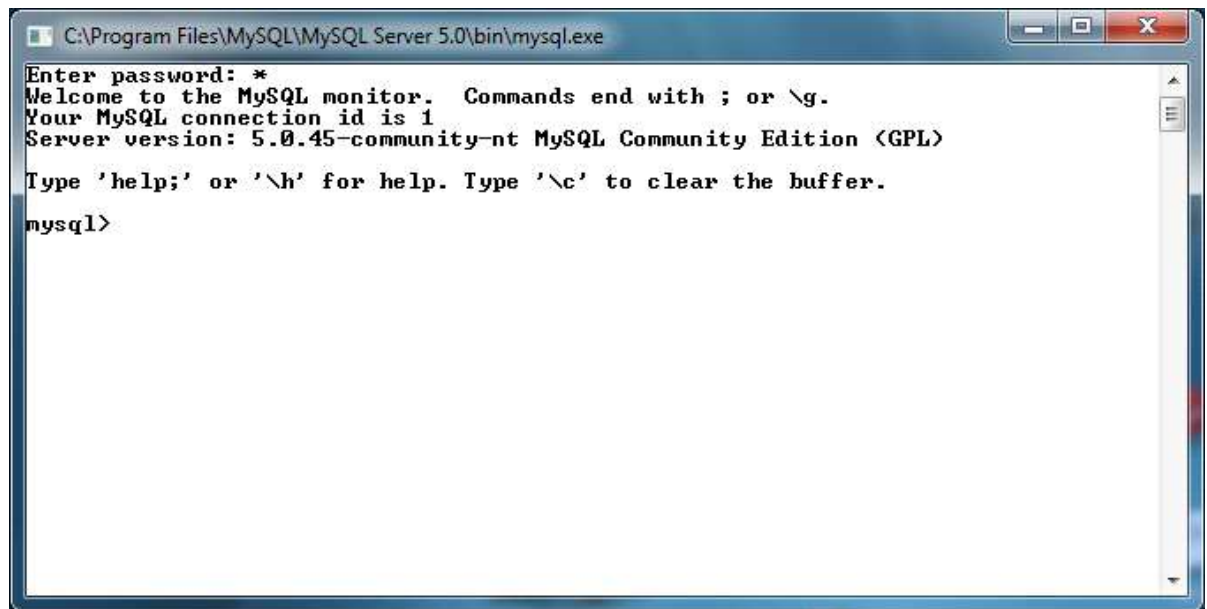 C:\Program Files\MySQL\MySQL Server 5.0\bin\mysql.exe
Enter password: *
Welcome to the MySQL monitor.  Commands end with ; or \g.
Your MySQL connection id is 1
Server version: 5.0.45-community-nt MySQL Community Edition (GPL)
Type 'help;' or '\h' for help. Type '\c' to clear the buffer.
mysql>